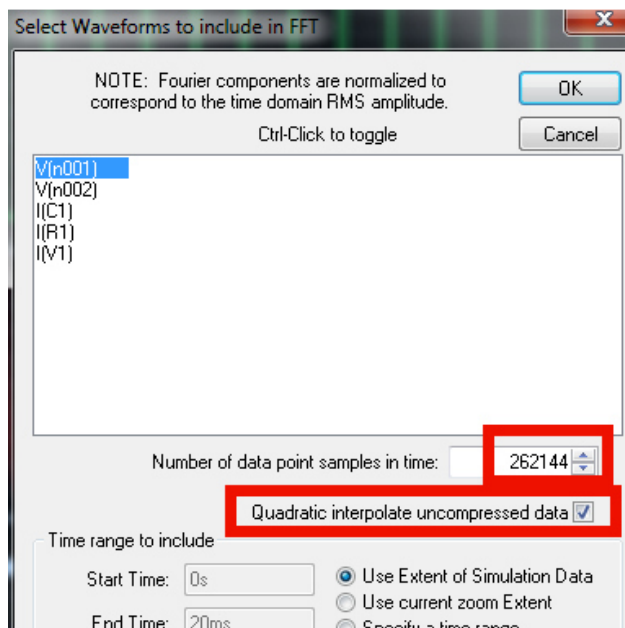 Select Waveforms to include in FFT
NOTE: Fourier components are normalized to
correspond to the time domain RMS amplitude.
OK
Ctrl-Click to toggle
Cancel
V(n001)
V(n002)
I(C1)
I(R1)
I(V1)
Number of data point samples in time: 262144
Quadratic interpolate uncompressed data
Time range to include
Start Time: 0s
Use Extent of Simulation Data
Use current zoom Extent
End Time: 20ms
Specify a time range